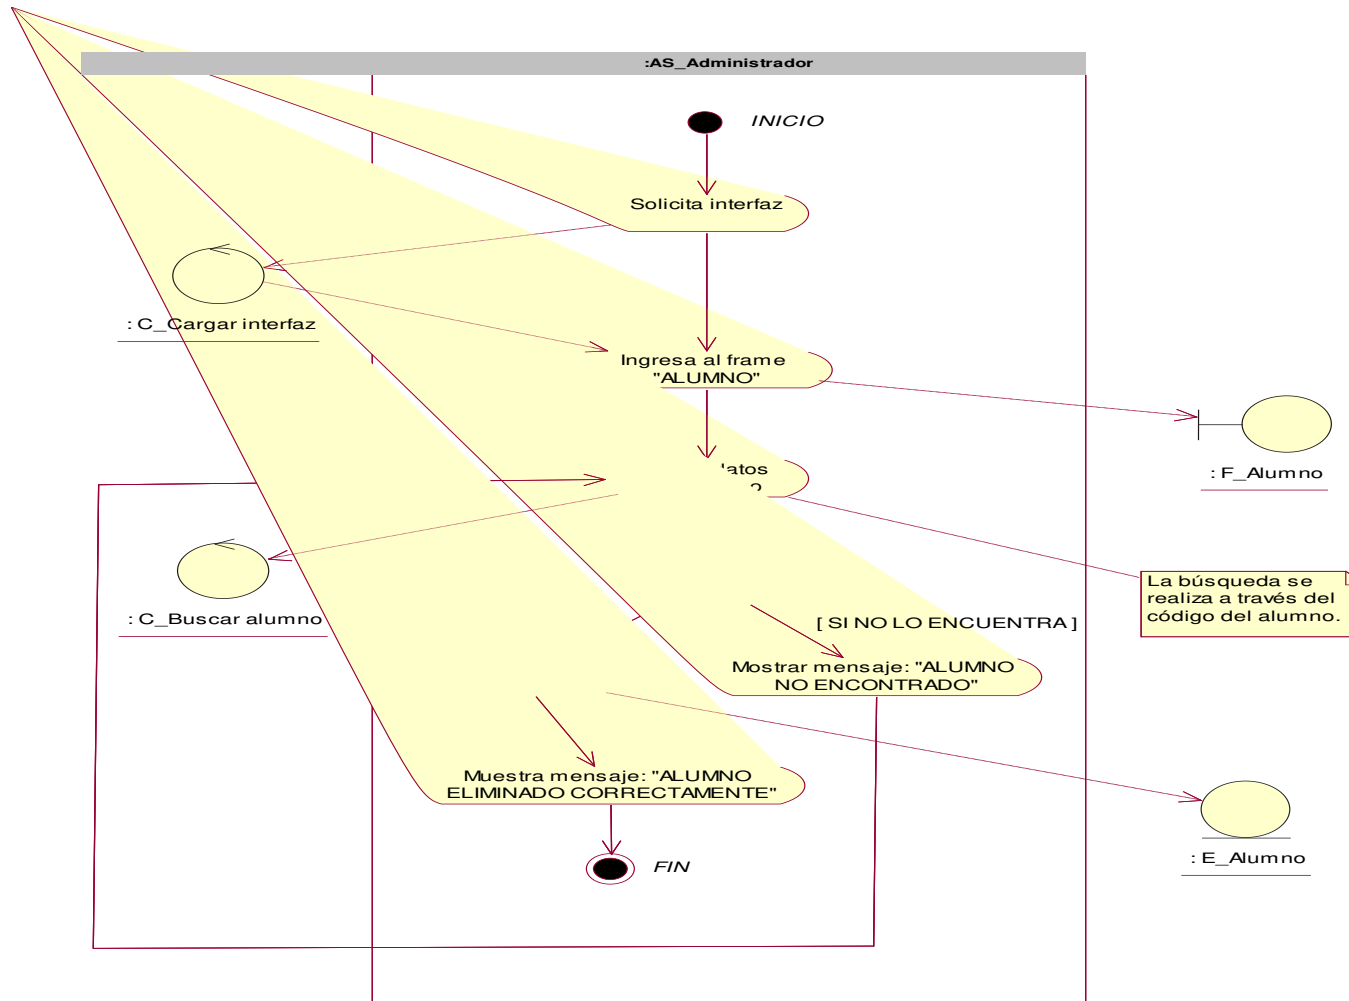 :AS_Administrador
INICIO
Solicita interfaz
: C_Cargar interfaz
Ingresa al frame
"ALUMNO"
: F_Alumno
La búsqueda se
realiza a través del
código del alumno.
: C_Buscar alumno
[ SI NO LO ENCUENTRA ]
Mostrar mensaje: "ALUMNO
NO ENCONTRADO"
Muestra mensaje: "ALUMNO
ELIMINADO CORRECTAMENTE"
: E_Alumno
FIN